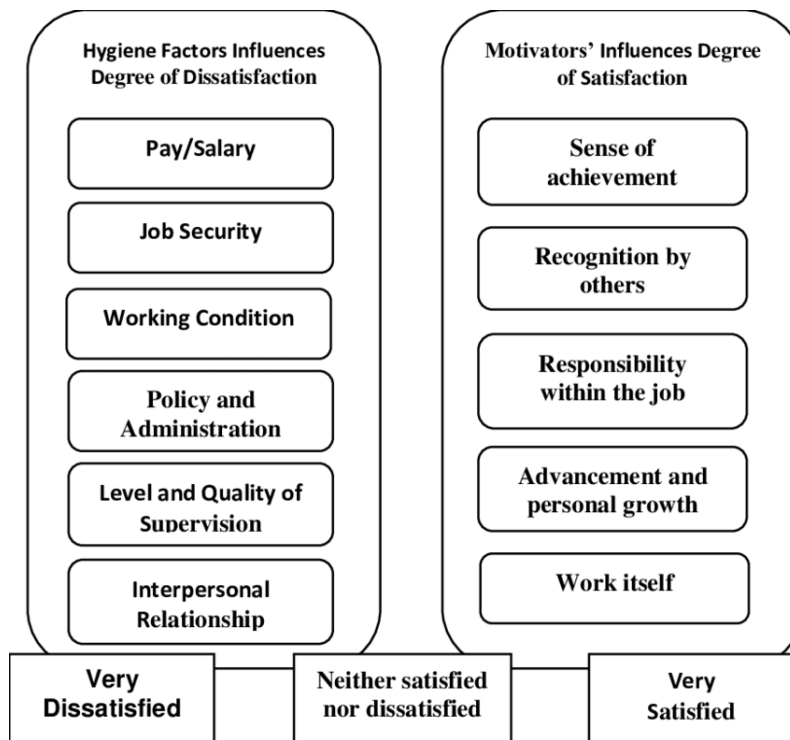 Hygiene Factors Influences
Degree of Dissatisfaction
Pay/Salary
Job Security
Working Condition
Policy and
Administration
Level and Quality of
Supervision
Interpersonal
Relationship
Motivators’ Influences Degree
of Satisfaction
Sense of
achievement
Recognition by
others
Responsibility
within the job
Advancement and
personal growth
Work itself
Very
Dissatisfied
Neither satisfied
nor dissatisfied
Very
Satisfied